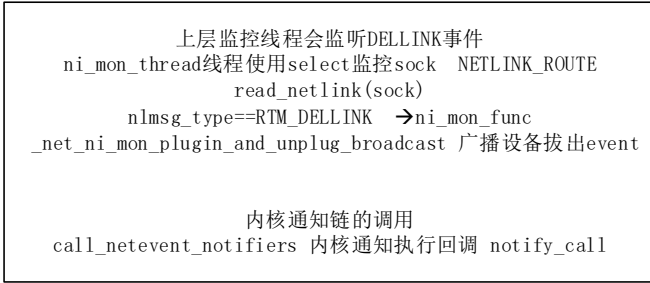 上层监控线程会监听DELLINK事件
ni_mon_thread线程使用select监控sock NETLINK_ROUTE
read_netlink(sock)
nlmsg_type==RTM_DELLINK →ni_mon_func
_net_ni_mon_plugin_and_unplug_broadcast 广播设备拔出event
内核通知链的调用
call_netevent_notifiers 内核通知执行回调 notify_call